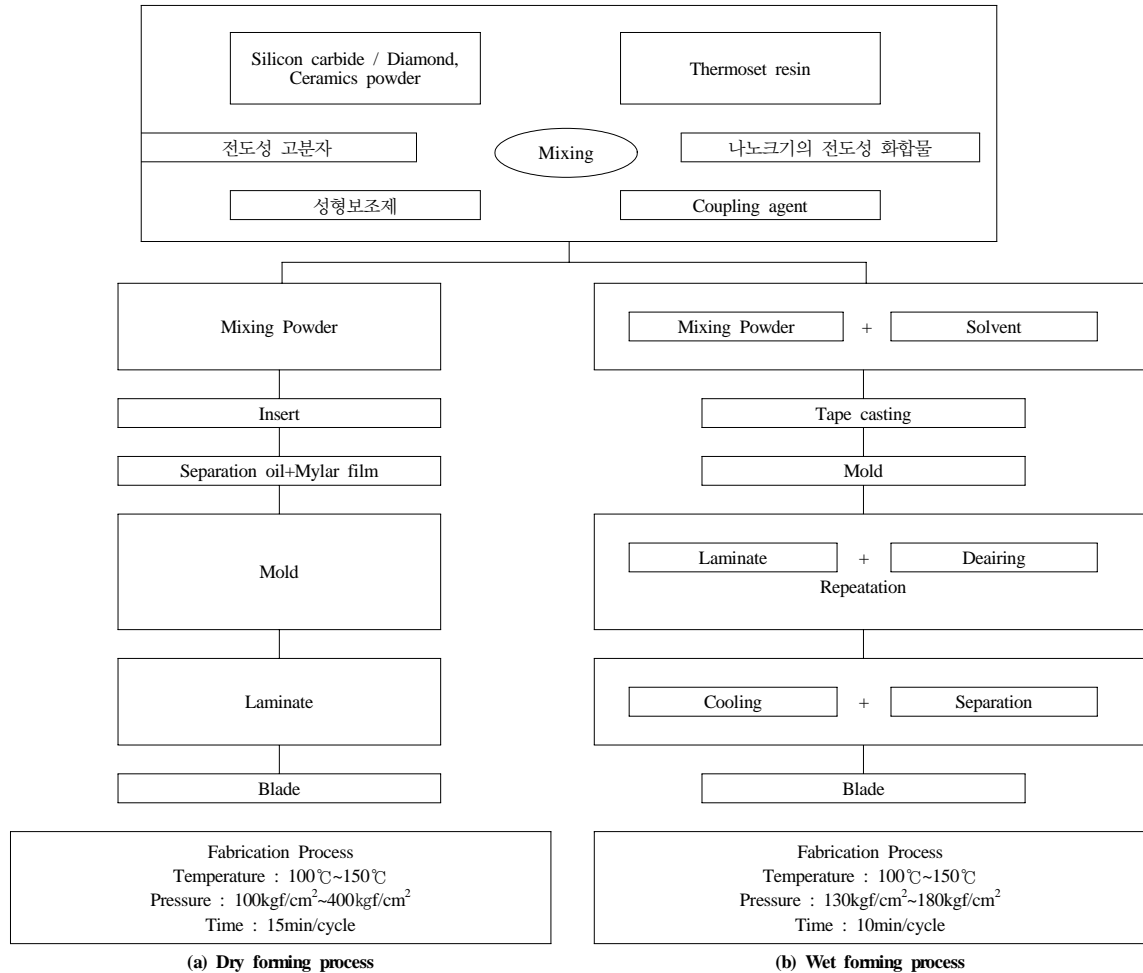 Silicon carbide / Diamond,
Ceramics powder
Thermoset resin
전도성 고분자
Mixing
나노크기의 전도성 화합물
성형보조제
Coupling agent
Mixing Powder
Insert
Separation oil+Mylar film
Mold
Laminate
Blade
Fabrication Process
Temperature : 100℃~150℃
Pressure : 100kgf/cm²~400kgf/cm²
Time : 15min/cycle
(a) Dry forming process
Mixing Powder + Solvent
Tape casting
Mold
Laminate + Deairing
Repeatation
Cooling + Separation
Blade
Fabrication Process
Temperature : 100℃~150℃
Pressure : 130kgf/cm²~180kgf/cm²
Time : 10min/cycle
(b) Wet forming process